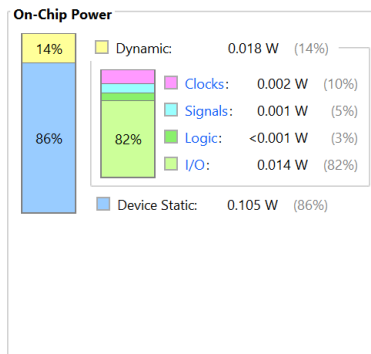 On-Chip Power
14%
Dynamic: 0.018 W (14%)
86%
82%
Clocks: 0.002 W (10%)
Signals: 0.001 W (5%)
Logic: <0.001 W (3%)
I/O: 0.014 W (82%)
Device Static: 0.105 W (86%)